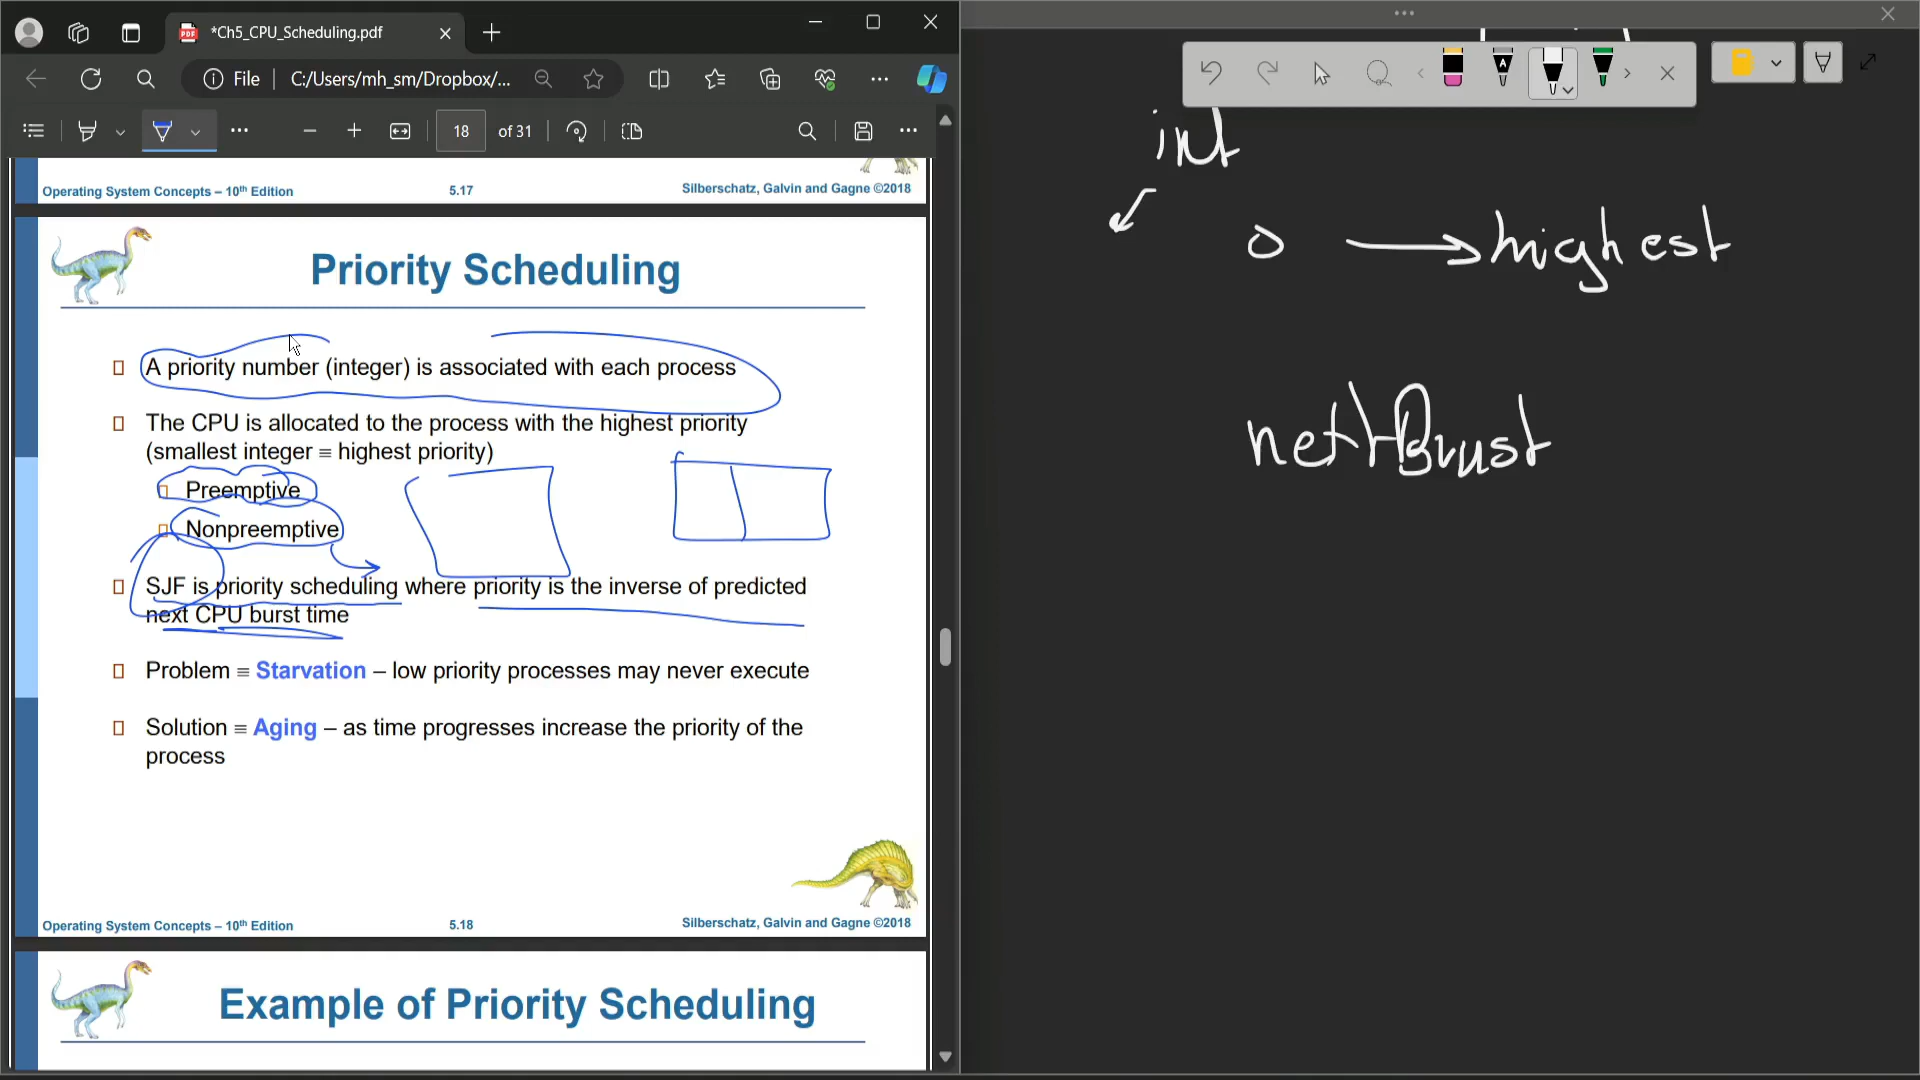 *Ch5_CPU_Scheduling.pdf
File
C:/Users/mh_sm/Dropbox/...
18 of 31
Operating System Concepts – 10th Edition 5.17 Silberschatz, Galvin and Gagne ©2018
Priority Scheduling
A priority number (integer) is associated with each process
The CPU is allocated to the process with the highest priority
(smallest integer ≡ highest priority)
Preemptive
Nonpreemptive
SJF is priority scheduling where priority is the inverse of predicted
next CPU burst time
Problem ≡ Starvation – low priority processes may never execute
Solution ≡ Aging – as time progresses increase the priority of the
process
Operating System Concepts – 10th Edition 5.18 Silberschatz, Galvin and Gagne ©2018
Example of Priority Scheduling
A
int
0 → highest